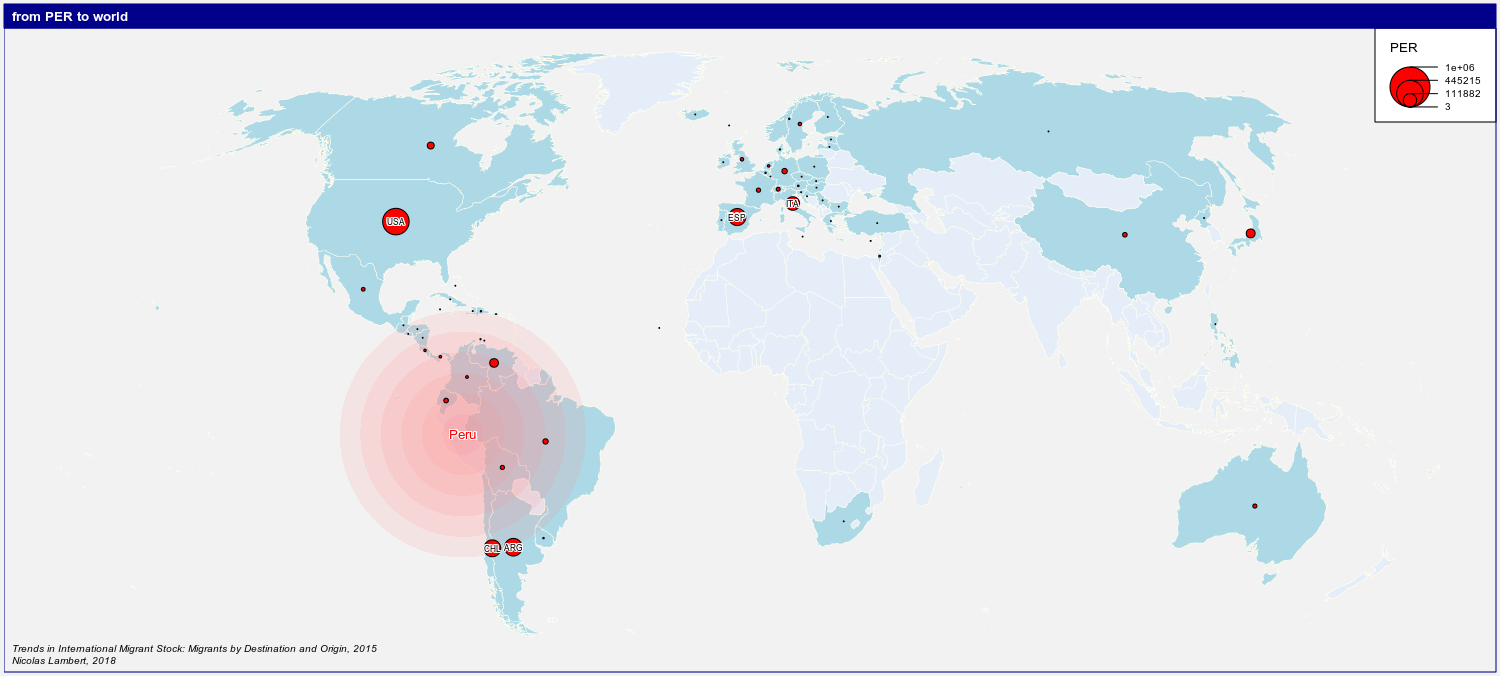 from PER to world
PER
1e+06
445215
111882
3
USA
ESP
ITA
Peru
CHL
ARG
Trends in International Migrant Stock: Migrants by Destination and Origin, 2015
Nicolas Lambert, 2018